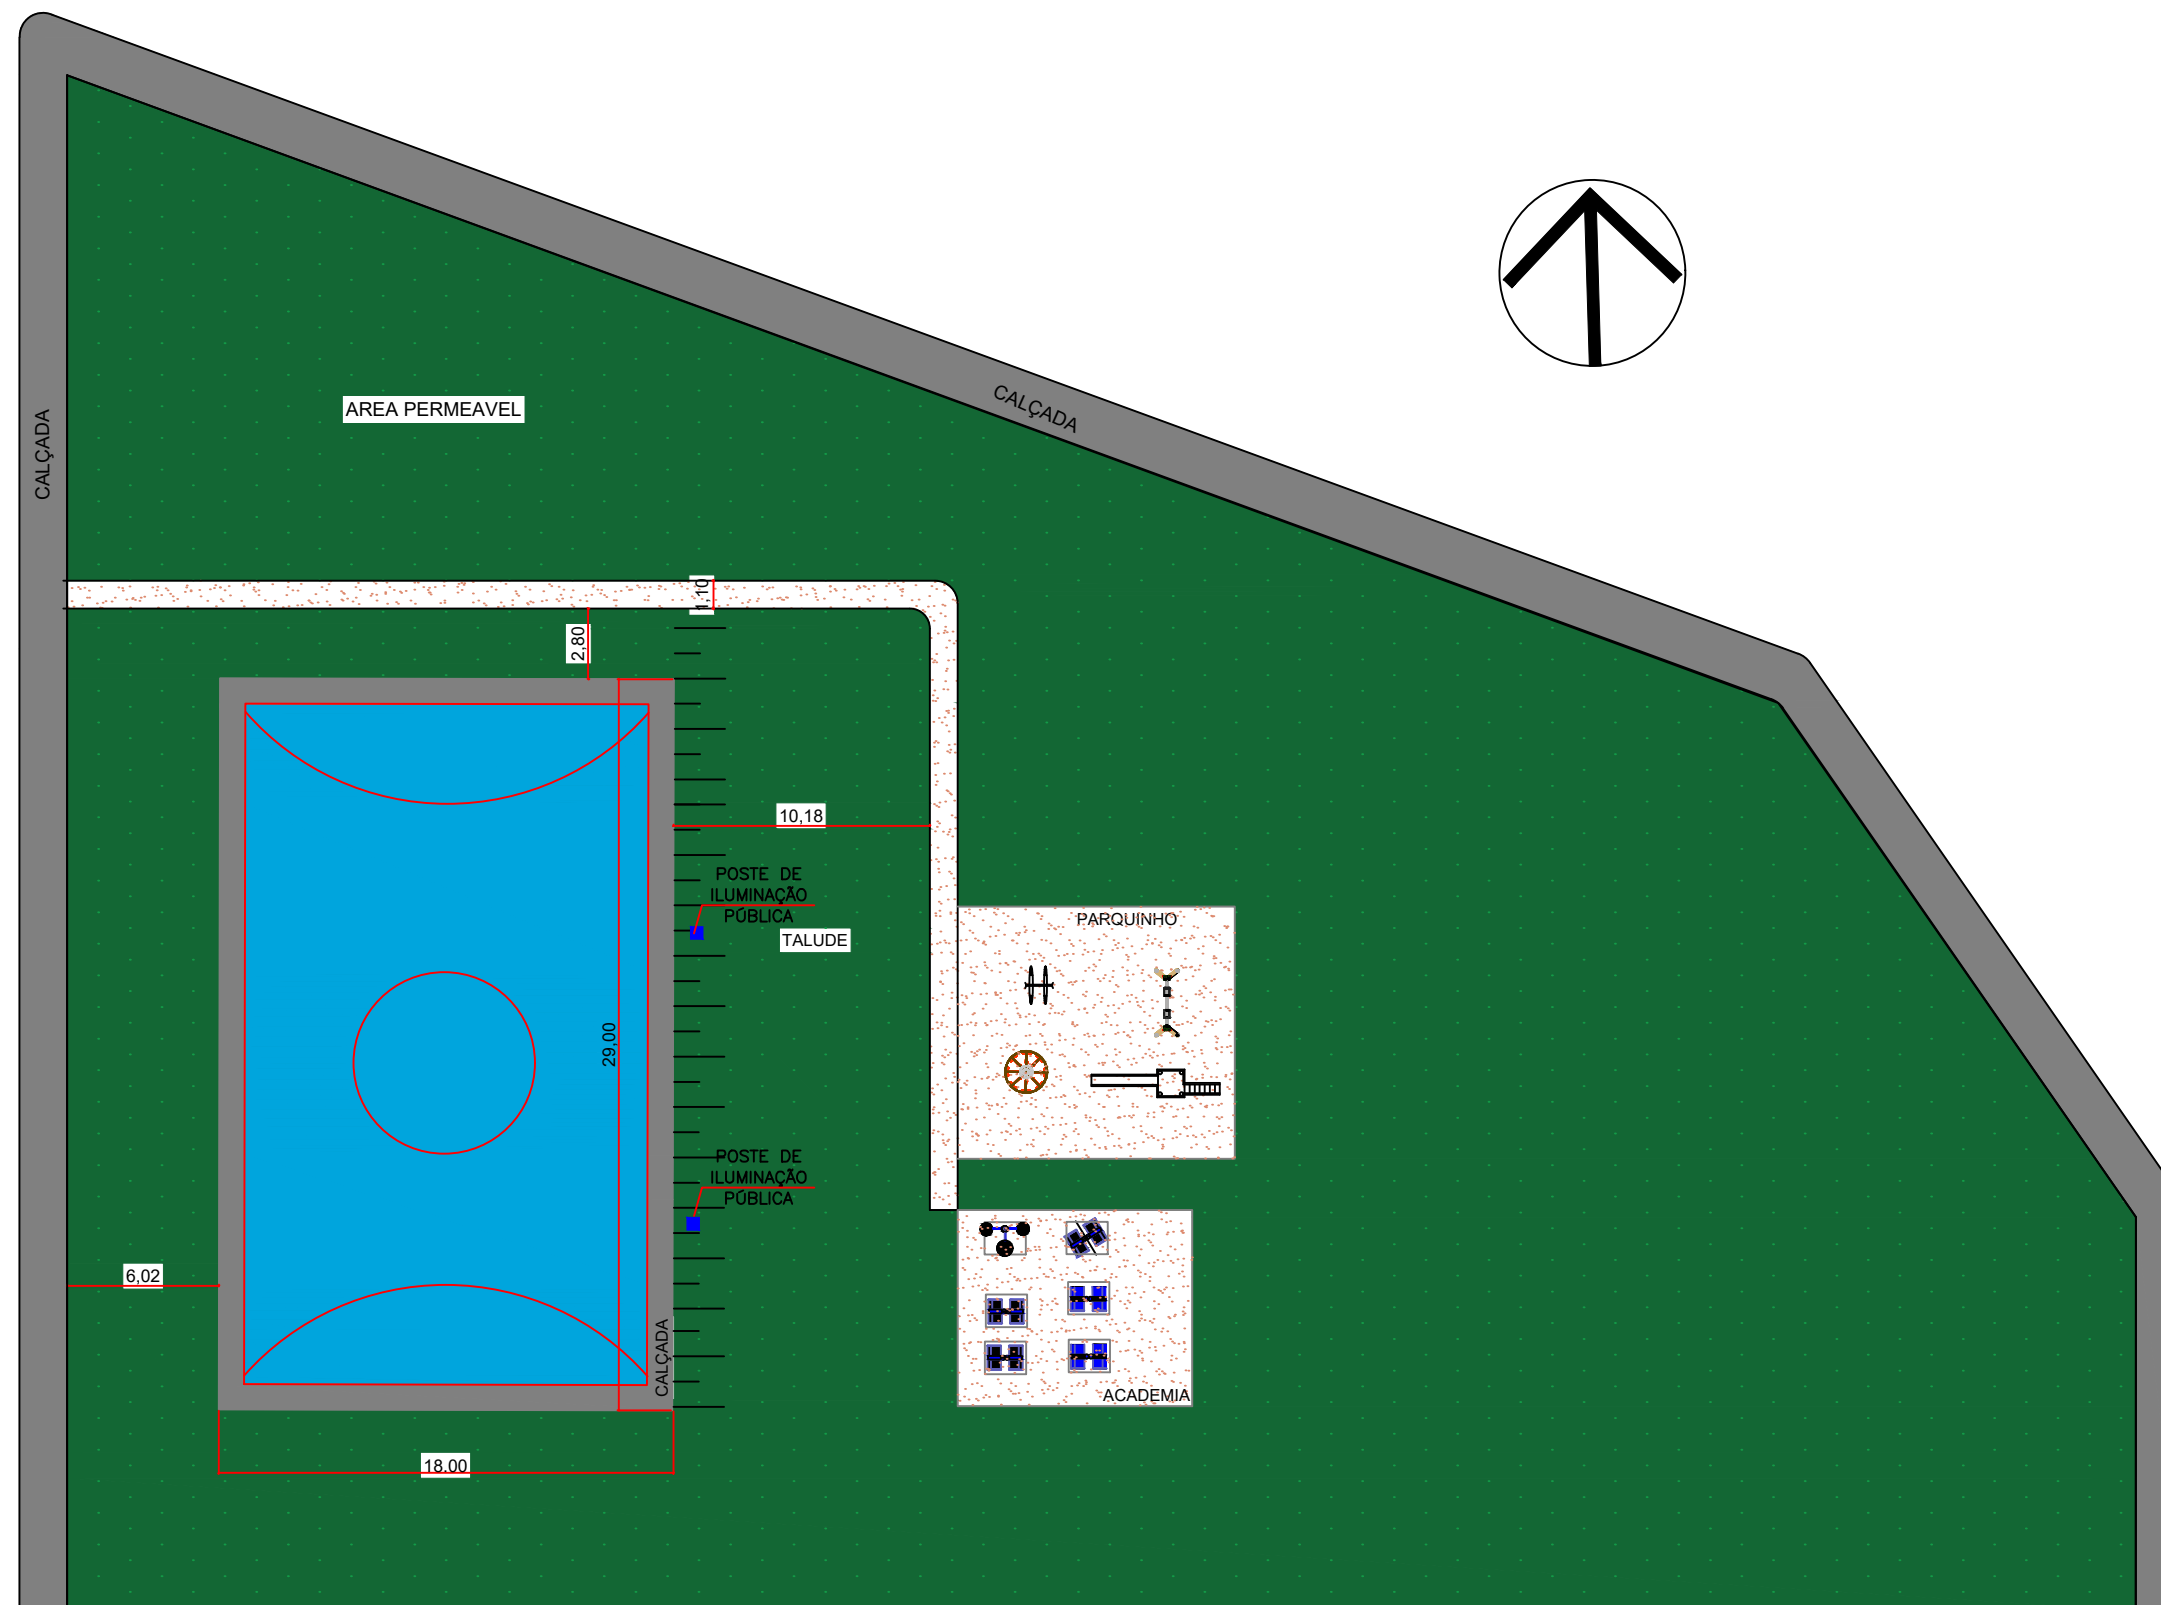 CALÇADA
AREA PERMEAVEL
CALÇADA
1,10
2,80
10,18
POSTE DE
ILUMINAÇÃO
PÚBLICA
TALUDE
PARQUINHO
29,00
POSTE DE
ILUMINAÇÃO
PÚBLICA
6,02
CALÇADA
ACADEMIA
18,00